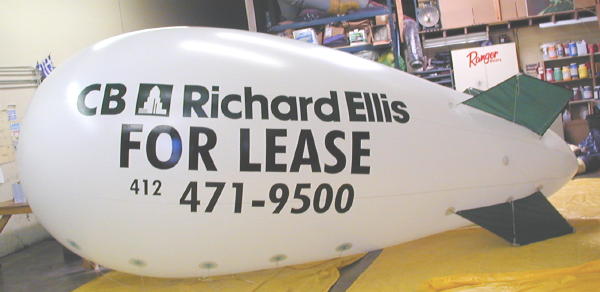 CB Richard Ellis
FOR LEASE
412 471-9500
Ranger